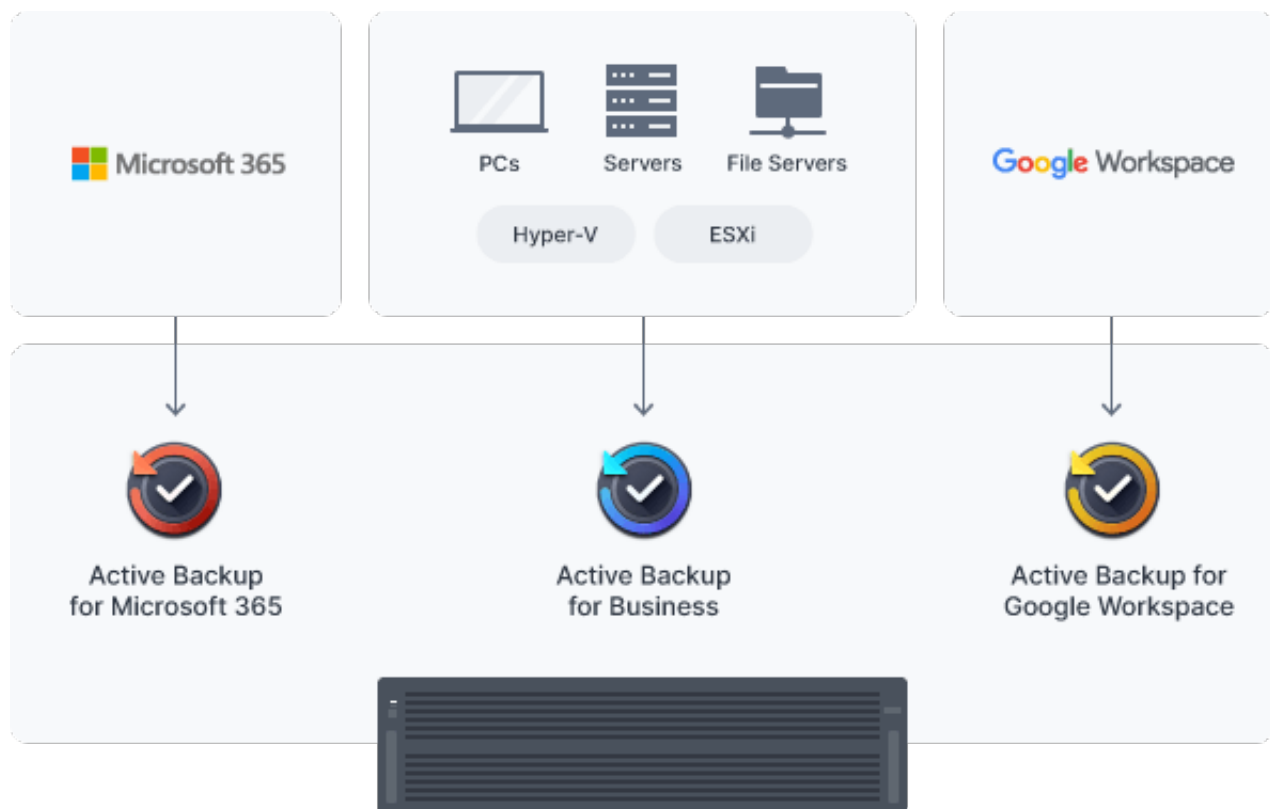 Microsoft 365
PCs
Servers
File Servers
Hyper-V
ESXi
Google Workspace
Active Backup
for Microsoft 365
Active Backup
for Business
Active Backup for
Google Workspace